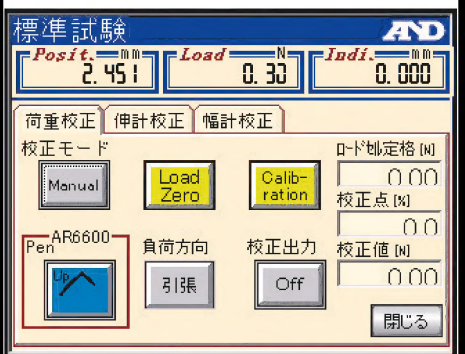 標準試験 AND
Posit. mm Load N Indi. mm
2.451 0.30 0.000
荷重校正 伸計校正 幅計校正
校正モード ロードセル定格 [N]
Manual Load Zero Calib-ration 0.00
校正点 [%]
0.0
AR6600 Pen 負荷方向 校正出力 校正値 [N]
Up 引張 Off 0.00
閉じる